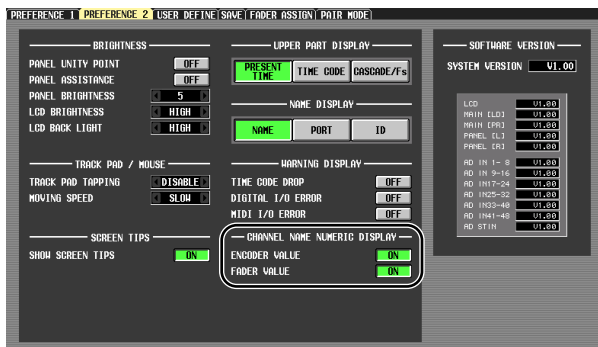 PREFERENCE 1 PREFERENCE 2 USER DEFINE SAVE FADER ASSIGN PAIR MODE
BRIGHTNESS
PANEL UNITY POINT OFF
PANEL ASSISTANCE OFF
PANEL BRIGHTNESS 5
LCD BRIGHTNESS HIGH
LCD BACK LIGHT HIGH
TRACK PAD / MOUSE
TRACK PAD TAPPING DISABLE
MOVING SPEED SLOW
SCREEN TIPS
SHOW SCREEN TIPS ON
UPPER PART DISPLAY
PRESENT TIME TIME CODE CASCADE/Fs
NAME DISPLAY
NAME PORT ID
WARNING DISPLAY
TIME CODE DROP OFF
DIGITAL I/O ERROR OFF
MIDI I/O ERROR OFF
CHANNEL NAME NUMERIC DISPLAY
ENCODER VALUE ON
FADER VALUE ON
SOFTWARE VERSION
SYSTEM VERSION V1.00
LCD V1.00
MAIN [LD] V1.00
MAIN [PR] V1.00
PANEL [L] V1.00
PANEL [R] V1.00
AD IN 1- 8 V1.00
AD IN 9-16 V1.00
AD IN17-24 V1.00
AD IN25-32 V1.00
AD IN33-40 V1.00
AD IN41-48 V1.00
AD STIN V1.00